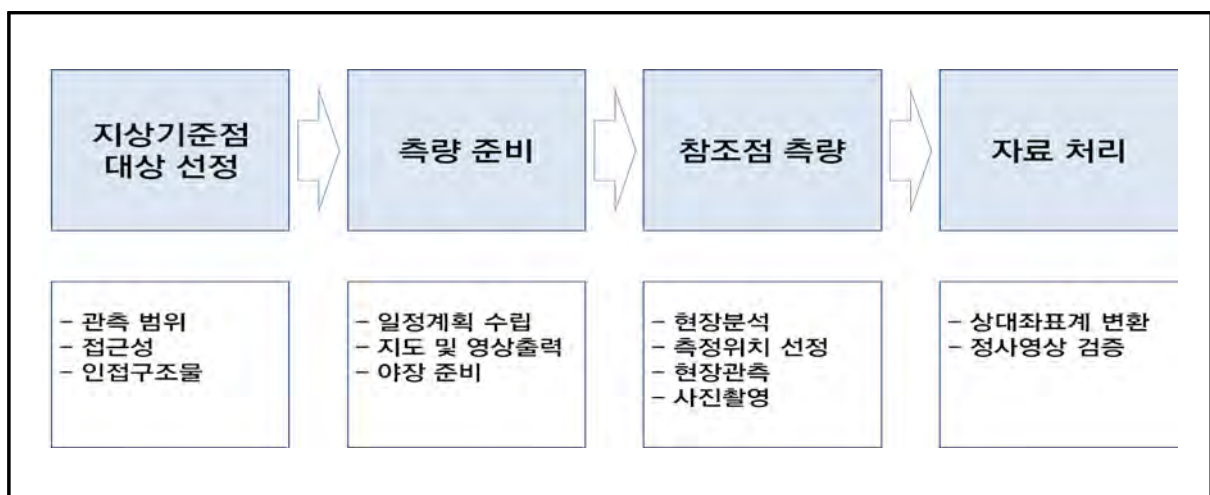 지상기준점
대상 선정
측량 준비
참조점 측량
자료 처리
– 관측 범위
– 접근성
– 인접구조물
– 일정계획 수립
– 지도 및 영상출력
– 야장 준비
– 현장분석
– 측정위치 선정
– 현장관측
– 사진촬영
– 상대좌표계 변환
– 정사영상 검증